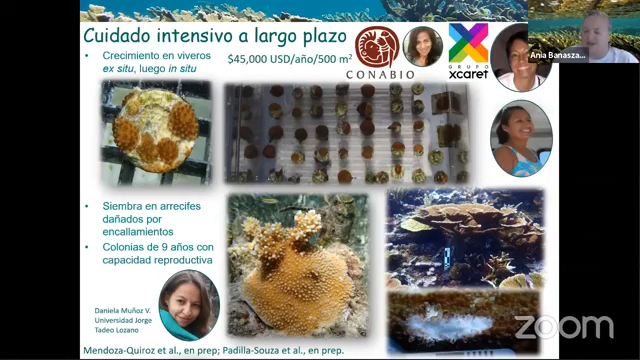 Cuidado intensivo a largo plazo
Crecimiento en viveros
ex situ, luego in situ
$45,000 USD/año/500 m²
CONABIO
GRUPO
xcaret
Ania Banasza...
Siembra en arrecifes
dañados por
encallamientos
Colonias de 9 años con
capacidad reproductiva
Daniela Muñoz V.
Universidad Jorge
Tadeo Lozano
Mendoza-Quiroz et al., en prep; Padilla-Souza et al., en prep.
zoom